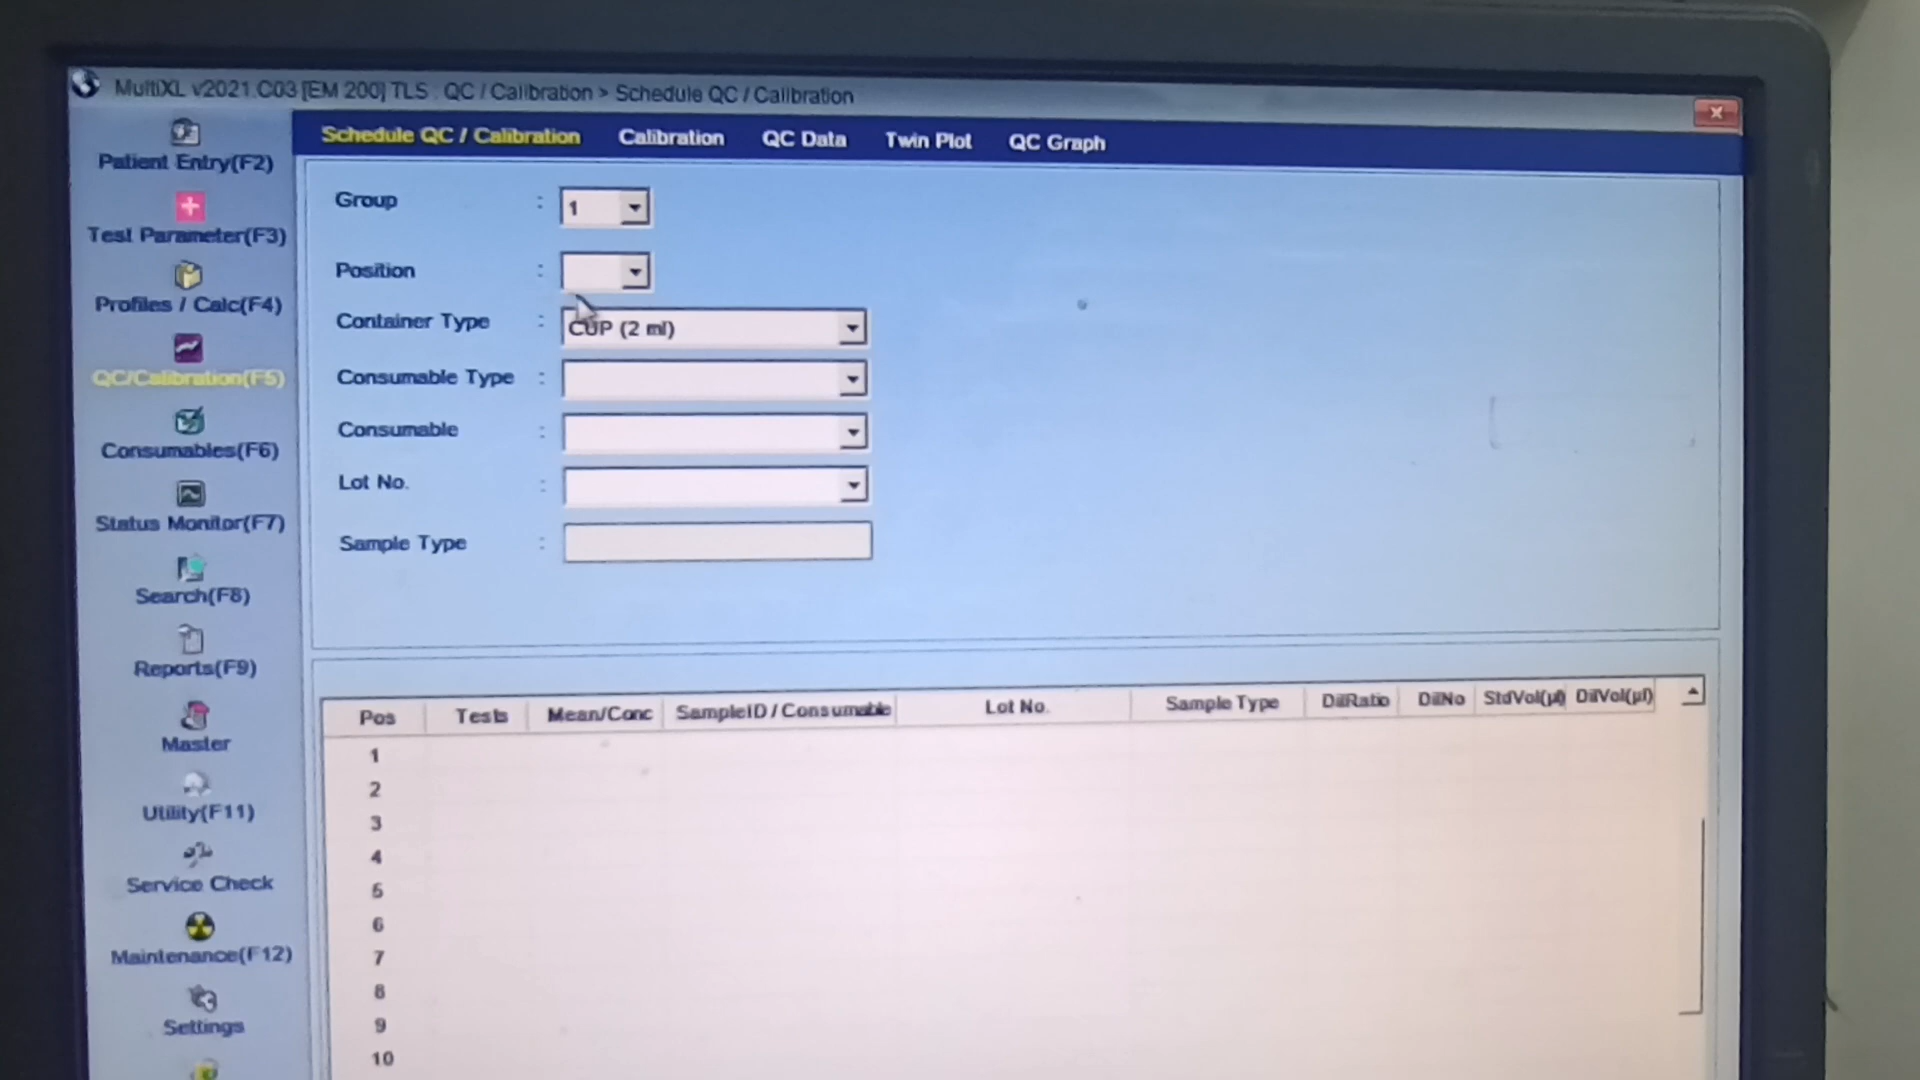 MultiXL v2021.C03 [EM 200] TLS : QC / Calibration > Schedule QC / Calibration
Schedule QC / Calibration Calibration QC Data Twin Plot QC Graph
Patient Entry(F2)
Test Parameter(F3)
Profiles / Calc(F4)
QC/Calibration(F5)
Consumables(F6)
Status Monitor(F7)
Search(F8)
Reports(F9)
Master
Utility(F11)
Service Check
Maintenance(F12)
Settings
Group : 1
Position :
Container Type : CUP (2 ml)
Consumable Type :
Consumable :
Lot No. :
Sample Type :
Pos Tests Mean/Conc SampleID / Consumable Lot No. Sample Type DilRatio DilNo StdVol(µl) DilVol(µl)
1
2
3
4
5
6
7
8
9
10